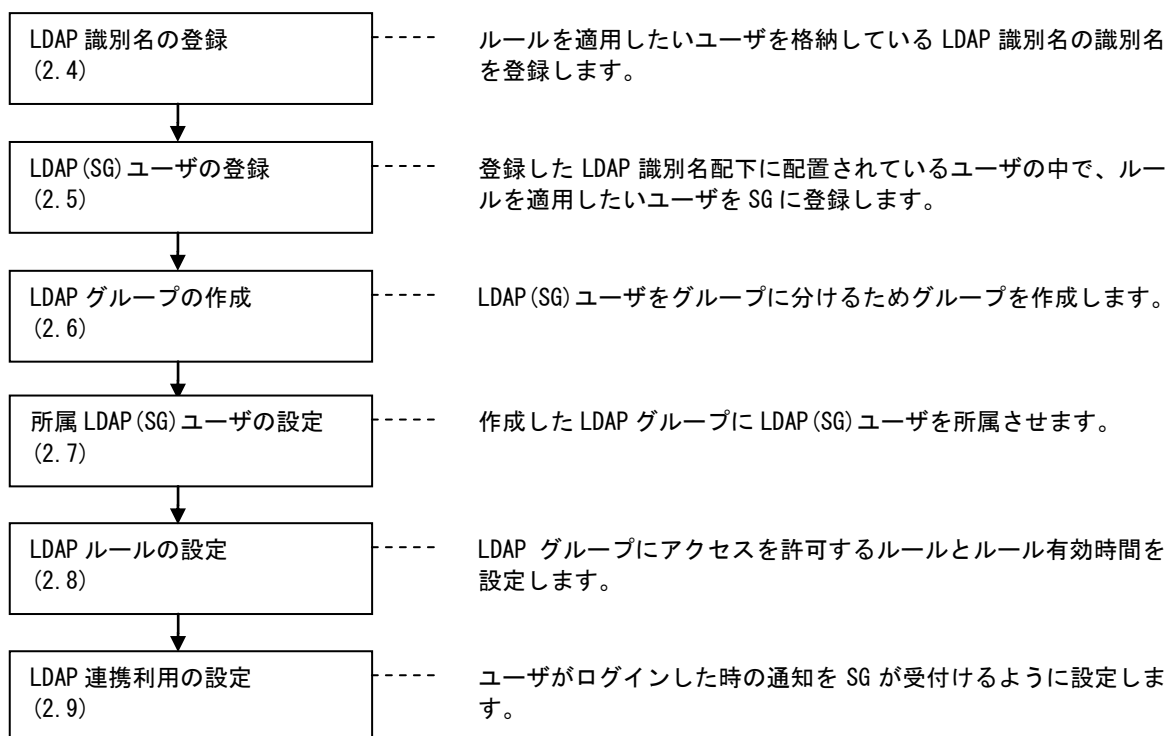 LDAP 識別名の登録
(2.4)
ルールを適用したいユーザを格納している LDAP 識別名の識別名
を登録します。
LDAP(SG)ユーザの登録
(2.5)
登録した LDAP 識別名配下に配置されているユーザの中で、ルー
ルを適用したいユーザを SG に登録します。
LDAP グループの作成
(2.6)
LDAP(SG)ユーザをグループに分けるためグループを作成します。
所属 LDAP(SG)ユーザの設定
(2.7)
作成した LDAP グループに LDAP(SG)ユーザを所属させます。
LDAP ルールの設定
(2.8)
LDAP グループにアクセスを許可するルールとルール有効時間を
設定します。
LDAP 連携利用の設定
(2.9)
ユーザがログインした時の通知を SG が受付けるように設定しま
す。